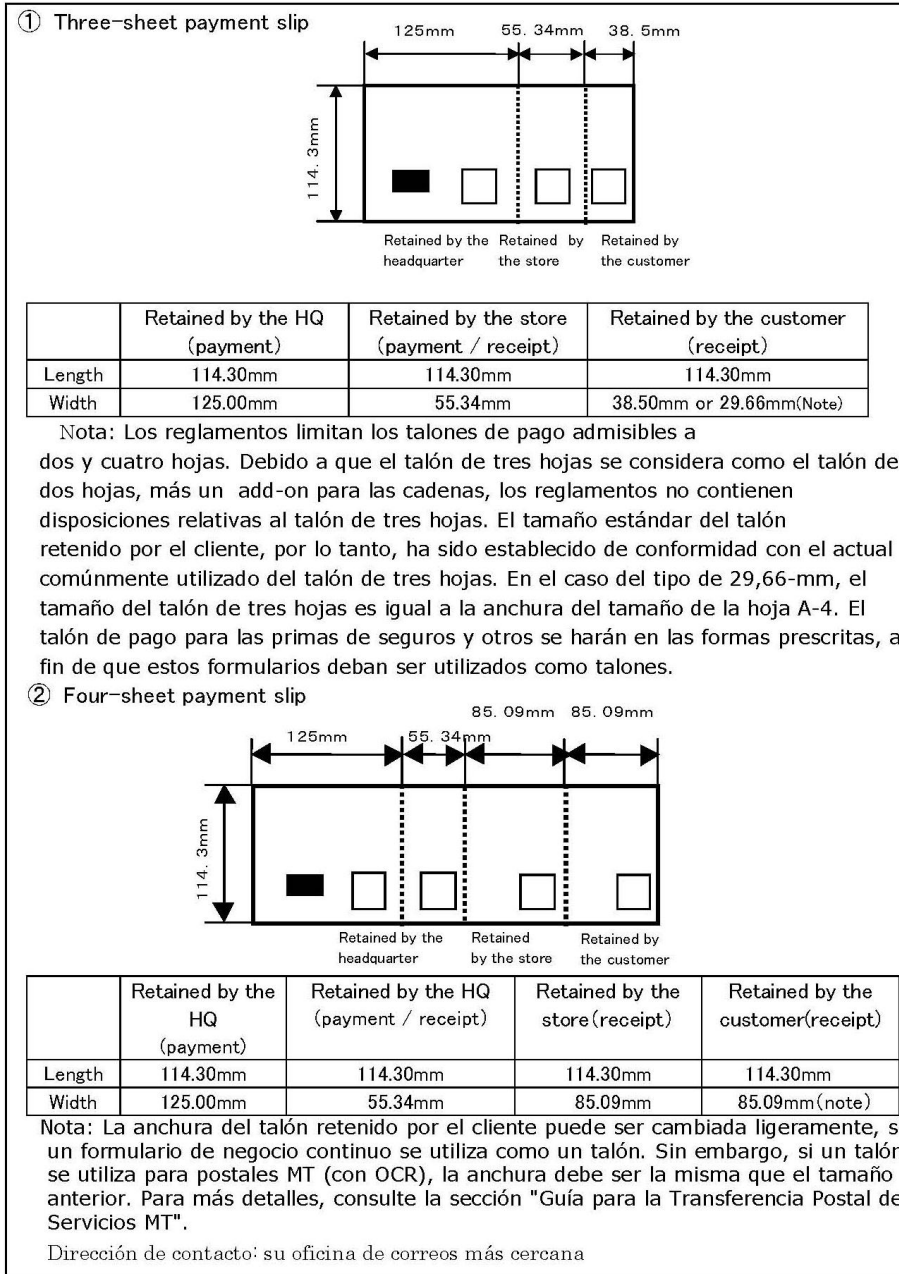 ① Three-sheet payment slip
125mm 55. 34mm 38. 5mm
114. 3mm
Retained by the Retained by Retained by
headquarter the store the customer
Retained by the HQ Retained by the store Retained by the customer
(payment) (payment / receipt) (receipt)
Length 114.30mm 114.30mm 114.30mm
Width 125.00mm 55.34mm 38.50mm or 29.66mm(Note)
Nota: Los reglamentos limitan los talones de pago admisibles a
dos y cuatro hojas. Debido a que el talón de tres hojas se considera como el talón de
dos hojas, más un add-on para las cadenas, los reglamentos no contienen
disposiciones relativas al talón de tres hojas. El tamaño estándar del talón
retenido por el cliente, por lo tanto, ha sido establecido de conformidad con el actual
comúnmente utilizado del talón de tres hojas. En el caso del tipo de 29,66-mm, el
tamaño del talón de tres hojas es igual a la anchura del tamaño de la hoja A-4. El
talón de pago para las primas de seguros y otros se harán en las formas prescritas, a
fin de que estos formularios deban ser utilizados como talones.
② Four-sheet payment slip
85. 09mm 85. 09mm
125mm 55. 34mm
114. 3mm
Retained by the Retained Retained by
headquarter by the store the customer
Retained by the Retained by the HQ Retained by the Retained by the
HQ (payment / receipt) store(receipt) customer(receipt)
(payment)
Length 114.30mm 114.30mm 114.30mm 114.30mm
Width 125.00mm 55.34mm 85.09mm 85.09mm(note)
Nota: La anchura del talón retenido por el cliente puede ser cambiada ligeramente, s
un formulario de negocio continuo se utiliza como un talón. Sin embargo, si un talón
se utiliza para postales MT (con OCR), la anchura debe ser la misma que el tamaño
anterior. Para más detalles, consulte la sección "Guía para la Transferencia Postal de
Servicios MT".
Dirección de contacto: su oficina de correos más cercana